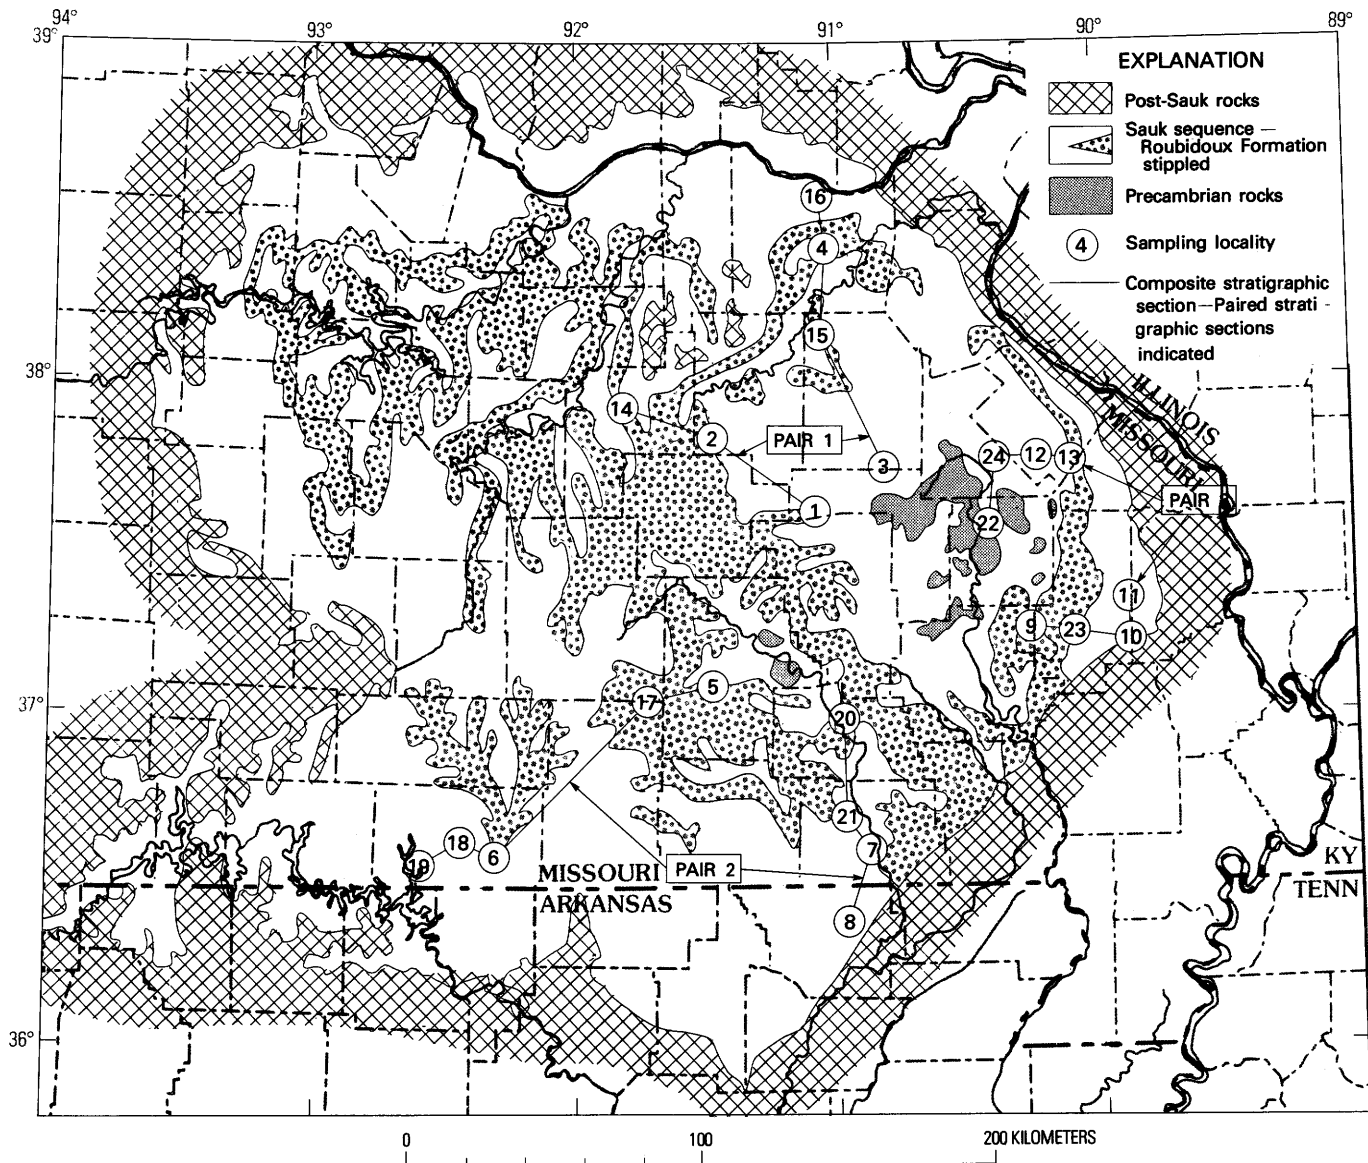 94°
93°
92°
91°
90°
89°
39°
EXPLANATION
Post-Sauk rocks
Sauk sequence —
Roubidoux Formation
stippled
Precambrian rocks
4 Sampling locality
Composite stratigraphic
section—Paired strati-
graphic sections
indicated
16
4
15
38°
ILLINOIS
MISSOURI
14
2
PAIR 1
3
24
12
13
PAIR
1
22
11
9
23
10
5
17
37°
20
21
18
19
6
7
MISSOURI
ARKANSAS
PAIR 2
8
KY
TENN
36°
0
100
200 KILOMETERS